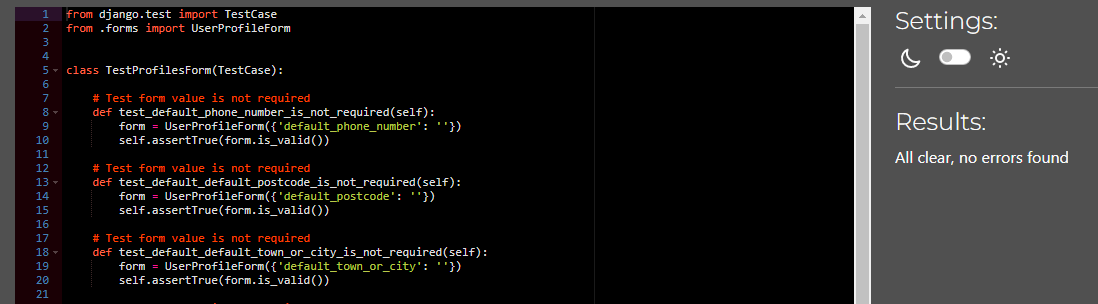 1 from django.test import TestCase
2 from .forms import UserProfileForm
3
4
5 class TestProfilesForm(TestCase):
6
7 # Test form value is not required
8 def test_default_phone_number_is_not_required(self):
9 form = UserProfileForm({'default_phone_number': ''})
10 self.assertTrue(form.is_valid())
11
12 # Test form value is not required
13 def test_default_default_postcode_is_not_required(self):
14 form = UserProfileForm({'default_postcode': ''})
15 self.assertTrue(form.is_valid())
16
17 # Test form value is not required
18 def test_default_default_town_or_city_is_not_required(self):
19 form = UserProfileForm({'default_town_or_city': ''})
20 self.assertTrue(form.is_valid())
21
Settings:
Results:
All clear, no errors found